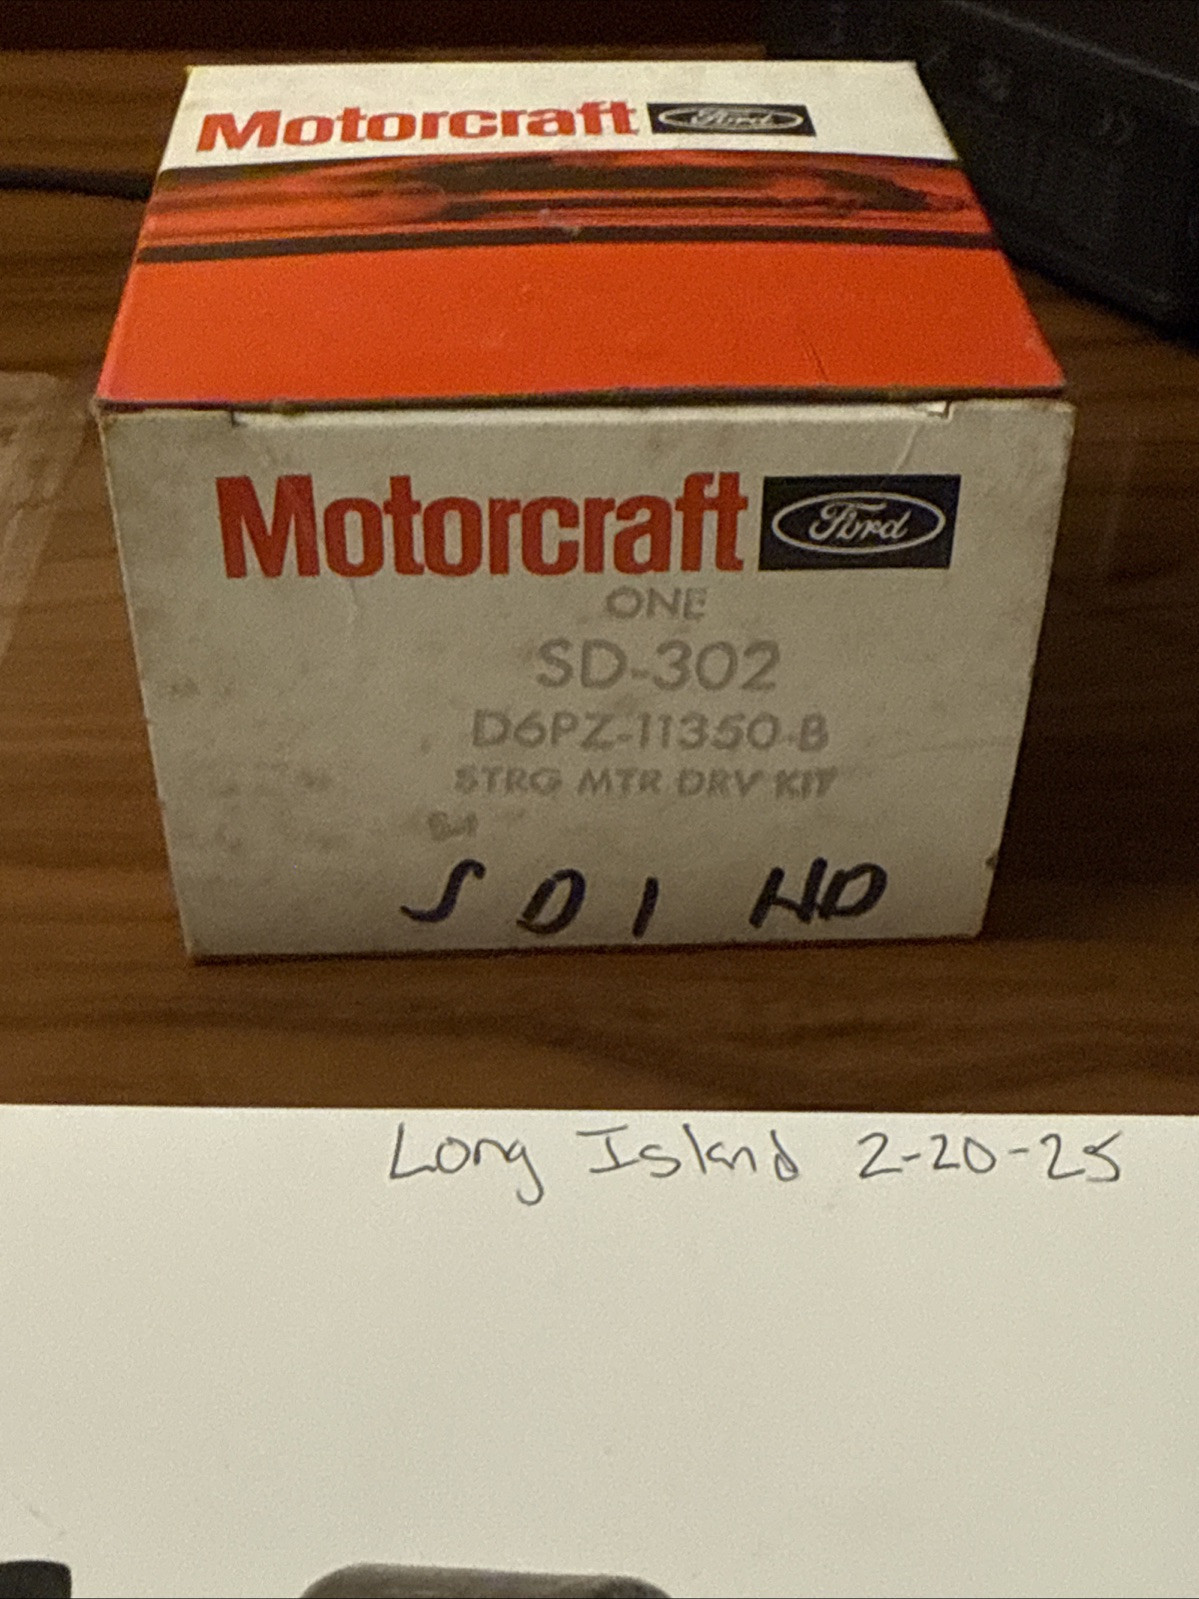 Motorcraft Ford
Motorcraft Ford
ONE
SD-302
D6PZ-11350-B
STRG MTR DRV KIT
SD1 HD
Long Island 2-20-25